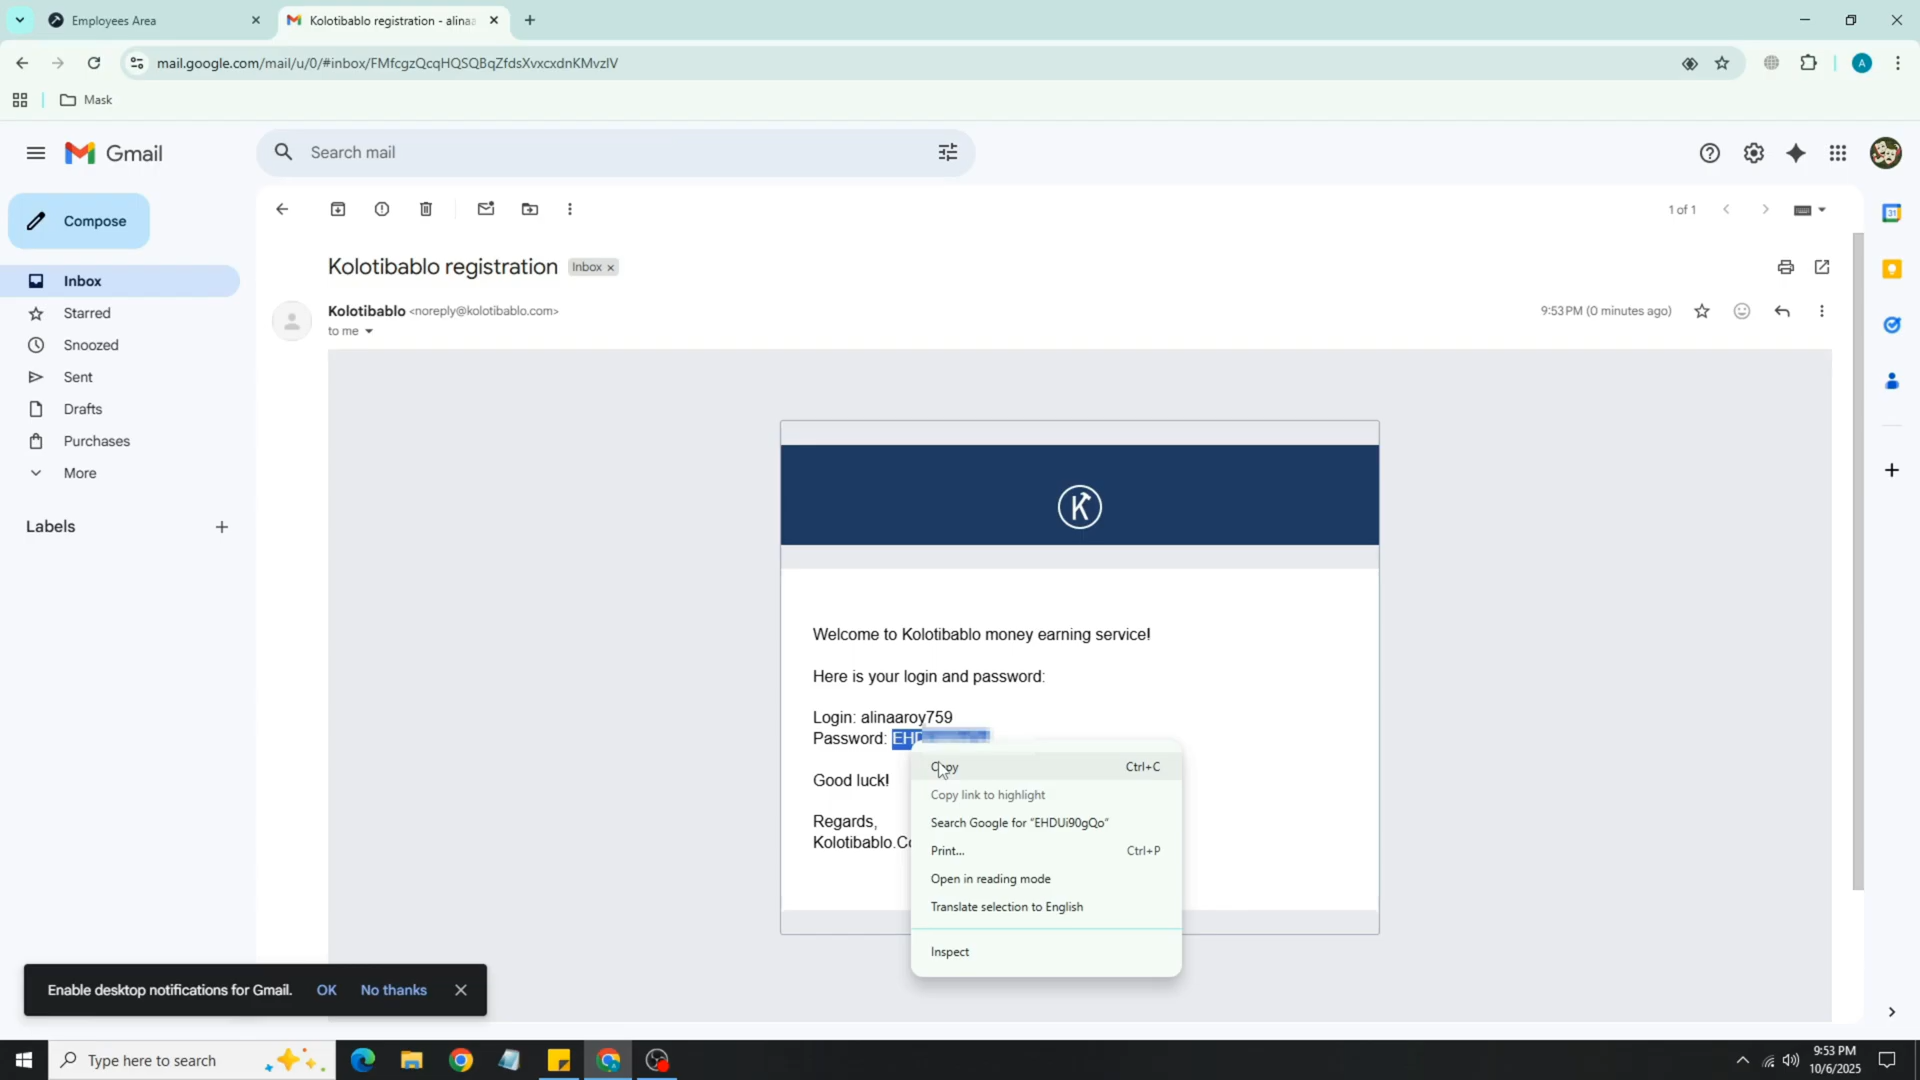 Employees Area
Kolotibablo registration - alinaa
mail.google.com/mail/u/0/#inbox/FMfcgzQcqHQSQBqZfdsXvxcxdnKMvzlV
A
Mask
Gmail
Search mail
Compose
1 of 1
31
Kolotibablo registration
Inbox x
Inbox
Starred
Snoozed
Sent
Drafts
Purchases
More
Labels
Kolotibablo <noreply@kolotibablo.com>
9:53 PM (0 minutes ago)
to me
K
Welcome to Kolotibablo money earning service!
Here is your login and password:
Login: alinaaroy759
Password: EHD
Good luck!
Regards,
Kolotibablo.Co
Copy Ctrl+C
Copy link to highlight
Search Google for “EHDUi90gQo”
Print... Ctrl+P
Open in reading mode
Translate selection to English
Inspect
Enable desktop notifications for Gmail. OK No thanks
Type here to search
9:53 PM
10/6/2025